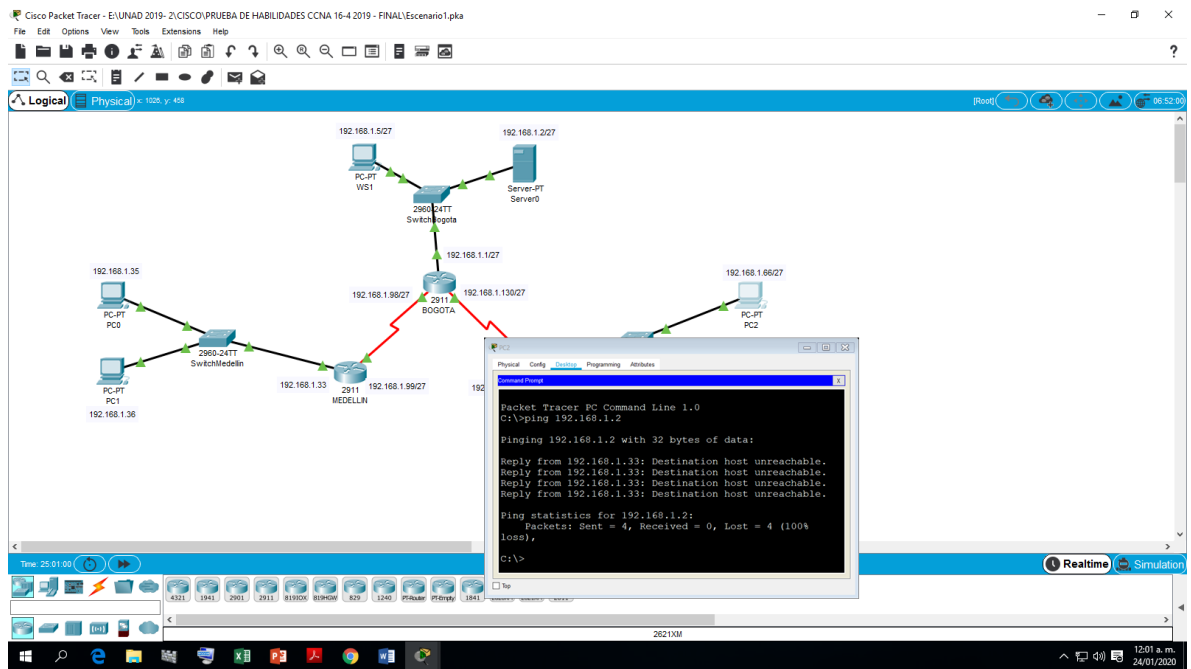 Cisco Packet Tracer - E:\UNAD 2019- 2\CISCO\PRUEBA DE HABILIDADES CCNA 16-4 2019 - FINAL\Escenario1.pka
File Edit Options View Tools Extensions Help
?
Logical Physical x: 1026, y: 458 [Root] 06:52:00
192.168.1.5/27
192.168.1.2/27
PC-PT
WS1
Server-PT
Server0
2960-24TT
SwitchBogota
192.168.1.1/27
192.168.1.35
PC-PT
PC0
192.168.1.98/27
192.168.1.130/27
2911
BOGOTA
192.168.1.66/27
PC-PT
PC2
2960-24TT
SwitchMedellin
PC-PT
PC1
192.168.1.36
192.168.1.33
192.168.1.99/27
2911
MEDELLIN
192
PC2
Physical Config Desktop Programming Attributes
Command Prompt X
Packet Tracer PC Command Line 1.0
C:\>ping 192.168.1.2
Pinging 192.168.1.2 with 32 bytes of data:
Reply from 192.168.1.33: Destination host unreachable.
Reply from 192.168.1.33: Destination host unreachable.
Reply from 192.168.1.33: Destination host unreachable.
Reply from 192.168.1.33: Destination host unreachable.
Ping statistics for 192.168.1.2:
Packets: Sent = 4, Received = 0, Lost = 4 (100%
loss),
C:\>
Top
Time: 25:01:00
Realtime Simulation
4321 1941 2901 2911 819IOX 819HGW 829 1240 PT-Router PT-Empty 1841
2621XM
12:01 a. m.
24/01/2020